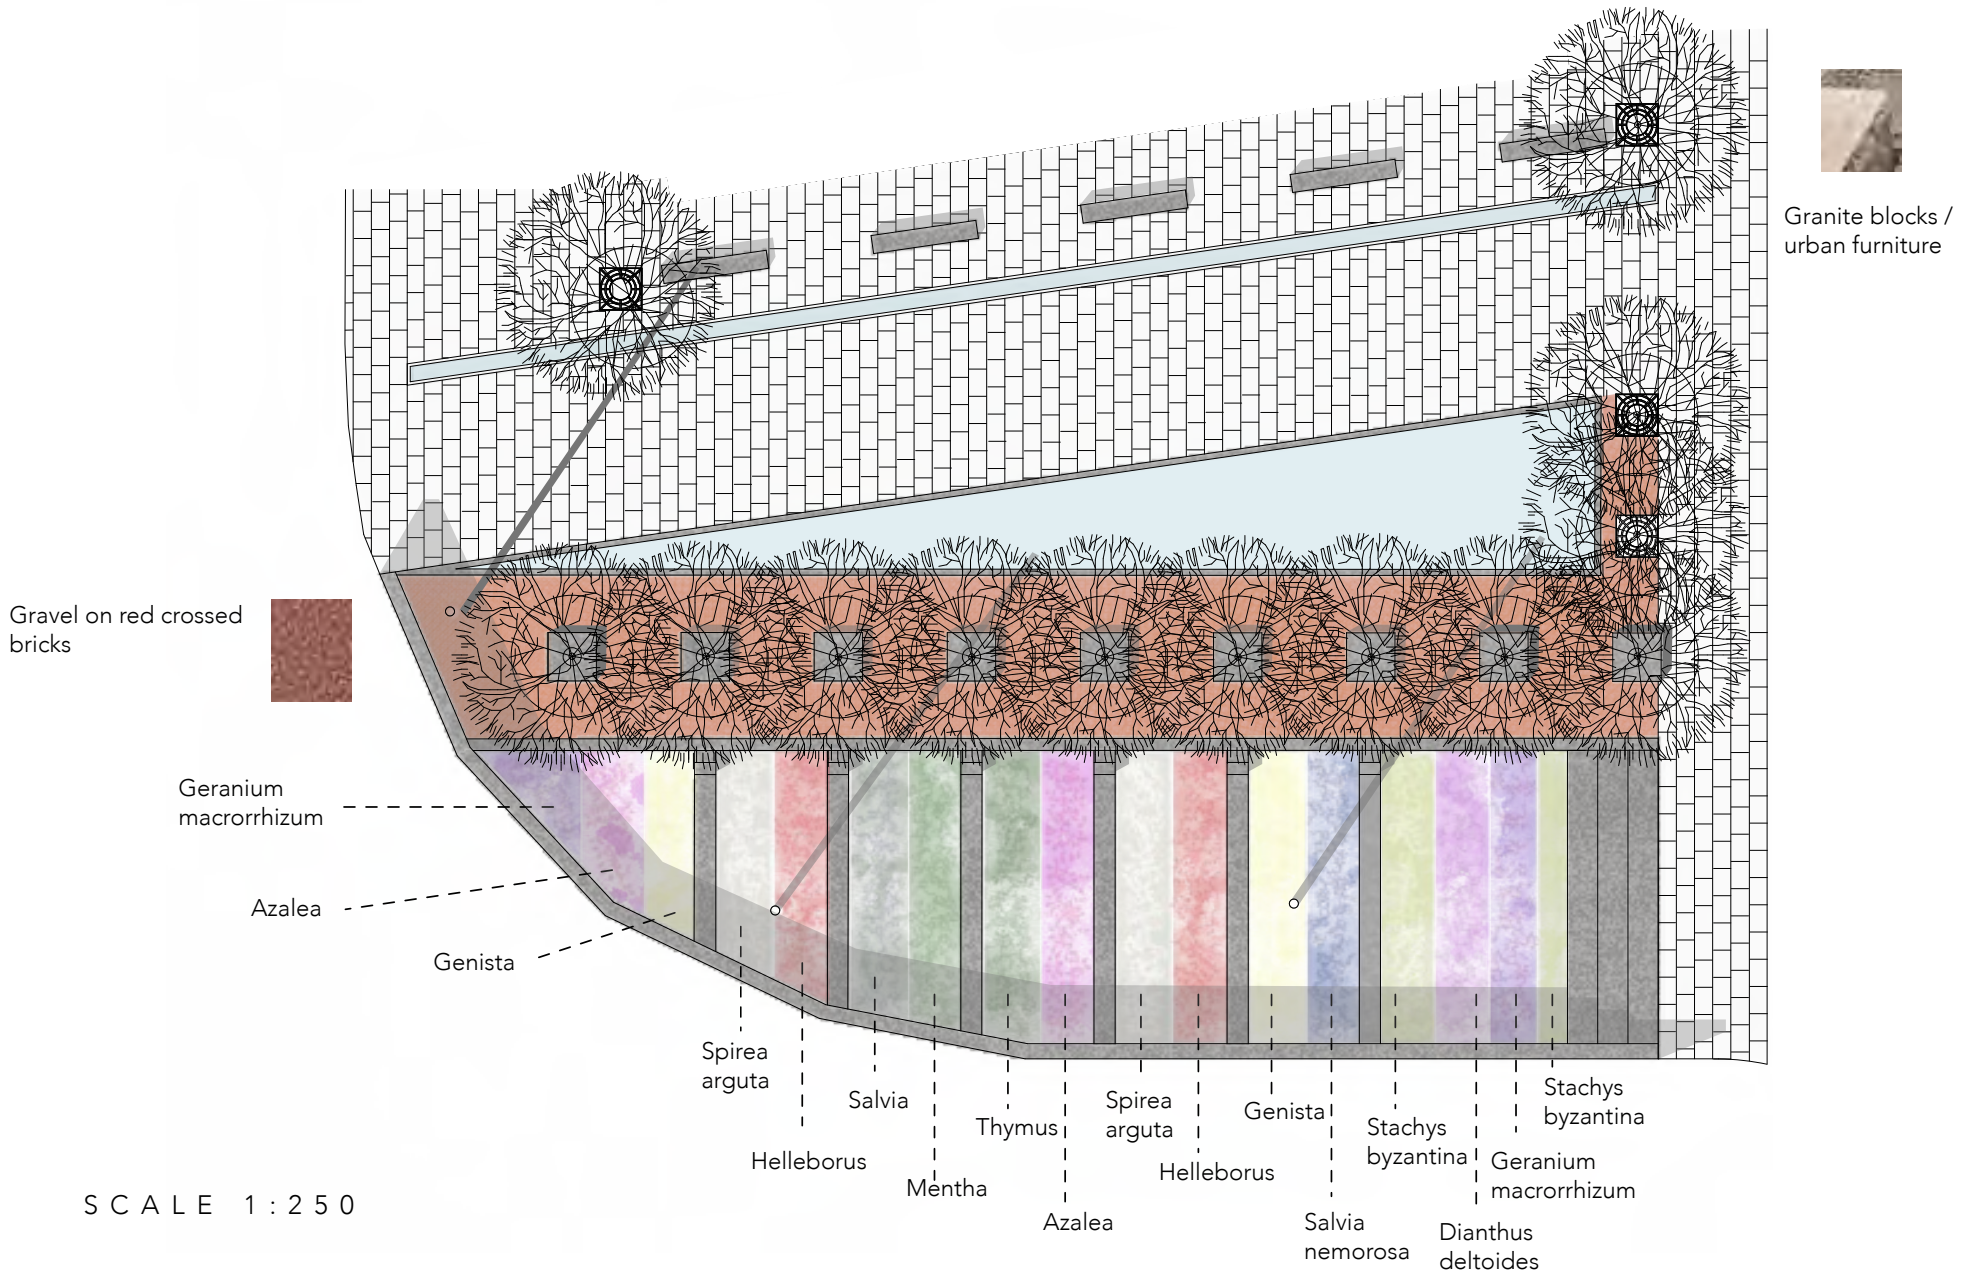 Granite blocks /
urban furniture
Gravel on red crossed
bricks
Geranium
macrorrhizum
Azalea
Genista
Spirea
arguta
Helleborus
Salvia
Mentha
Thymus
Azalea
Spirea
arguta
Helleborus
Genista
Salvia
nemorosa
Stachys
byzantina
Dianthus
deltoides
Geranium
macrorrhizum
Stachys
byzantina
SCALE 1:250